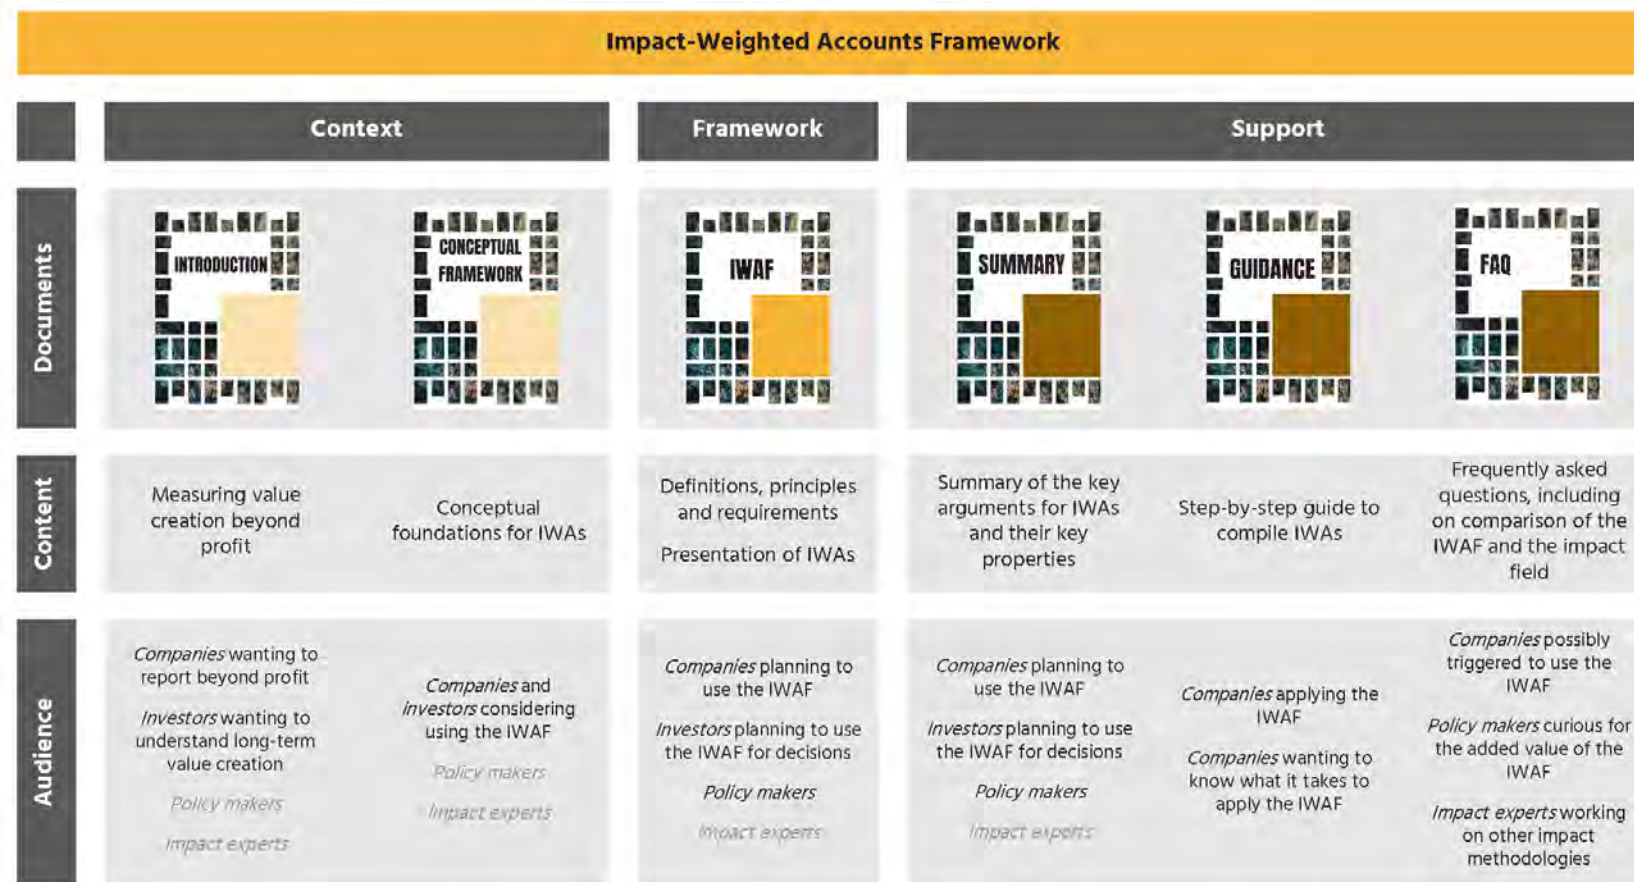 Impact-Weighted Accounts Framework
Context
Framework
Support
Documents
INTRODUCTION
CONCEPTUAL
FRAMEWORK
IWAF
SUMMARY
GUIDANCE
FAQ
Content
Measuring value
creation beyond
profit
Conceptual
foundations for IWAs
Definitions, principles
and requirements
Presentation of IWAs
Summary of the key
arguments for IWAs
and their key
properties
Step-by-step guide to
compile IWAs
Frequently asked
questions, including
on comparison of the
IWAF and the impact
field
Audience
Companies wanting to
report beyond profit
Investors wanting to
understand long-term
value creation
Policy makers
Impact experts
Companies and
investors considering
using the IWAF
Policy makers
Impact experts
Companies planning to
use the IWAF
Investors planning to use
the IWAF for decisions
Policy makers
Impact experts
Companies planning to
use the IWAF
Investors planning to use
the IWAF for decisions
Policy makers
Impact experts
Companies applying the
IWAF
Companies wanting to
know what it takes to
apply the IWAF
Companies possibly
triggered to use the
IWAF
Policy makers curious for
the added value of the
IWAF
Impact experts working
on other impact
methodologies